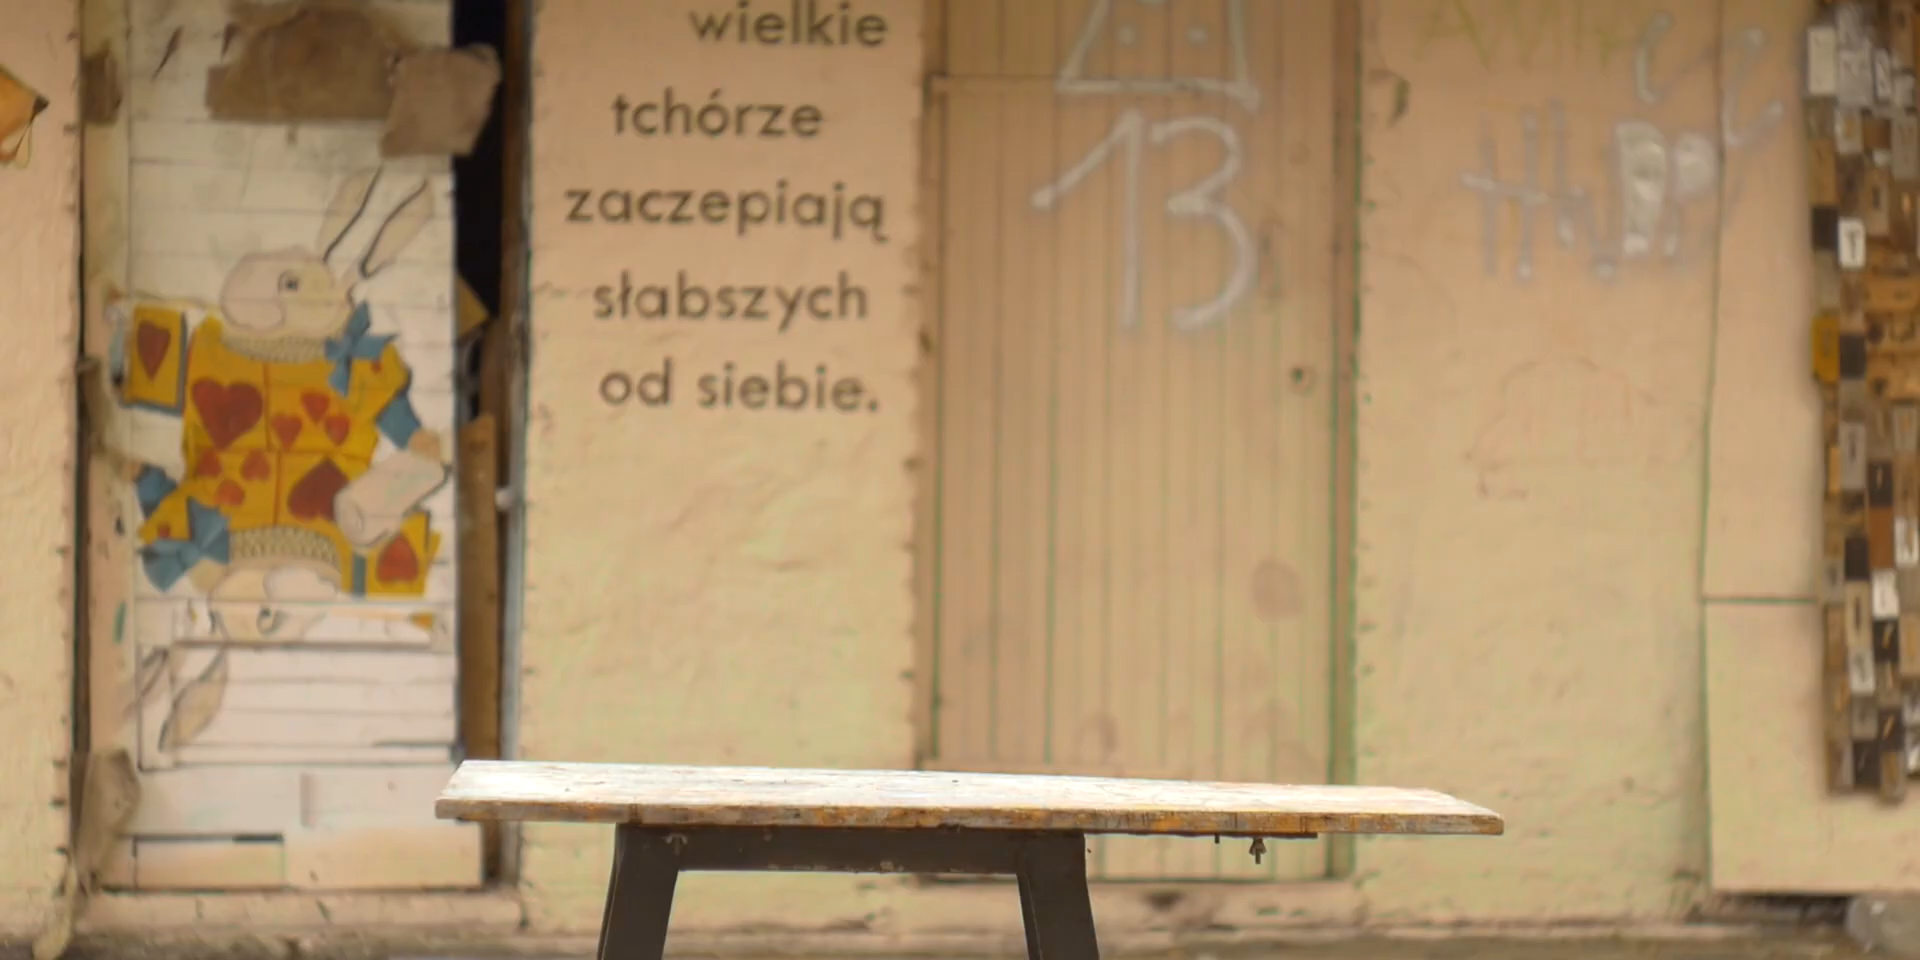 wielkie
tchórze
zaczepiają
słabszych
od siebie.
13